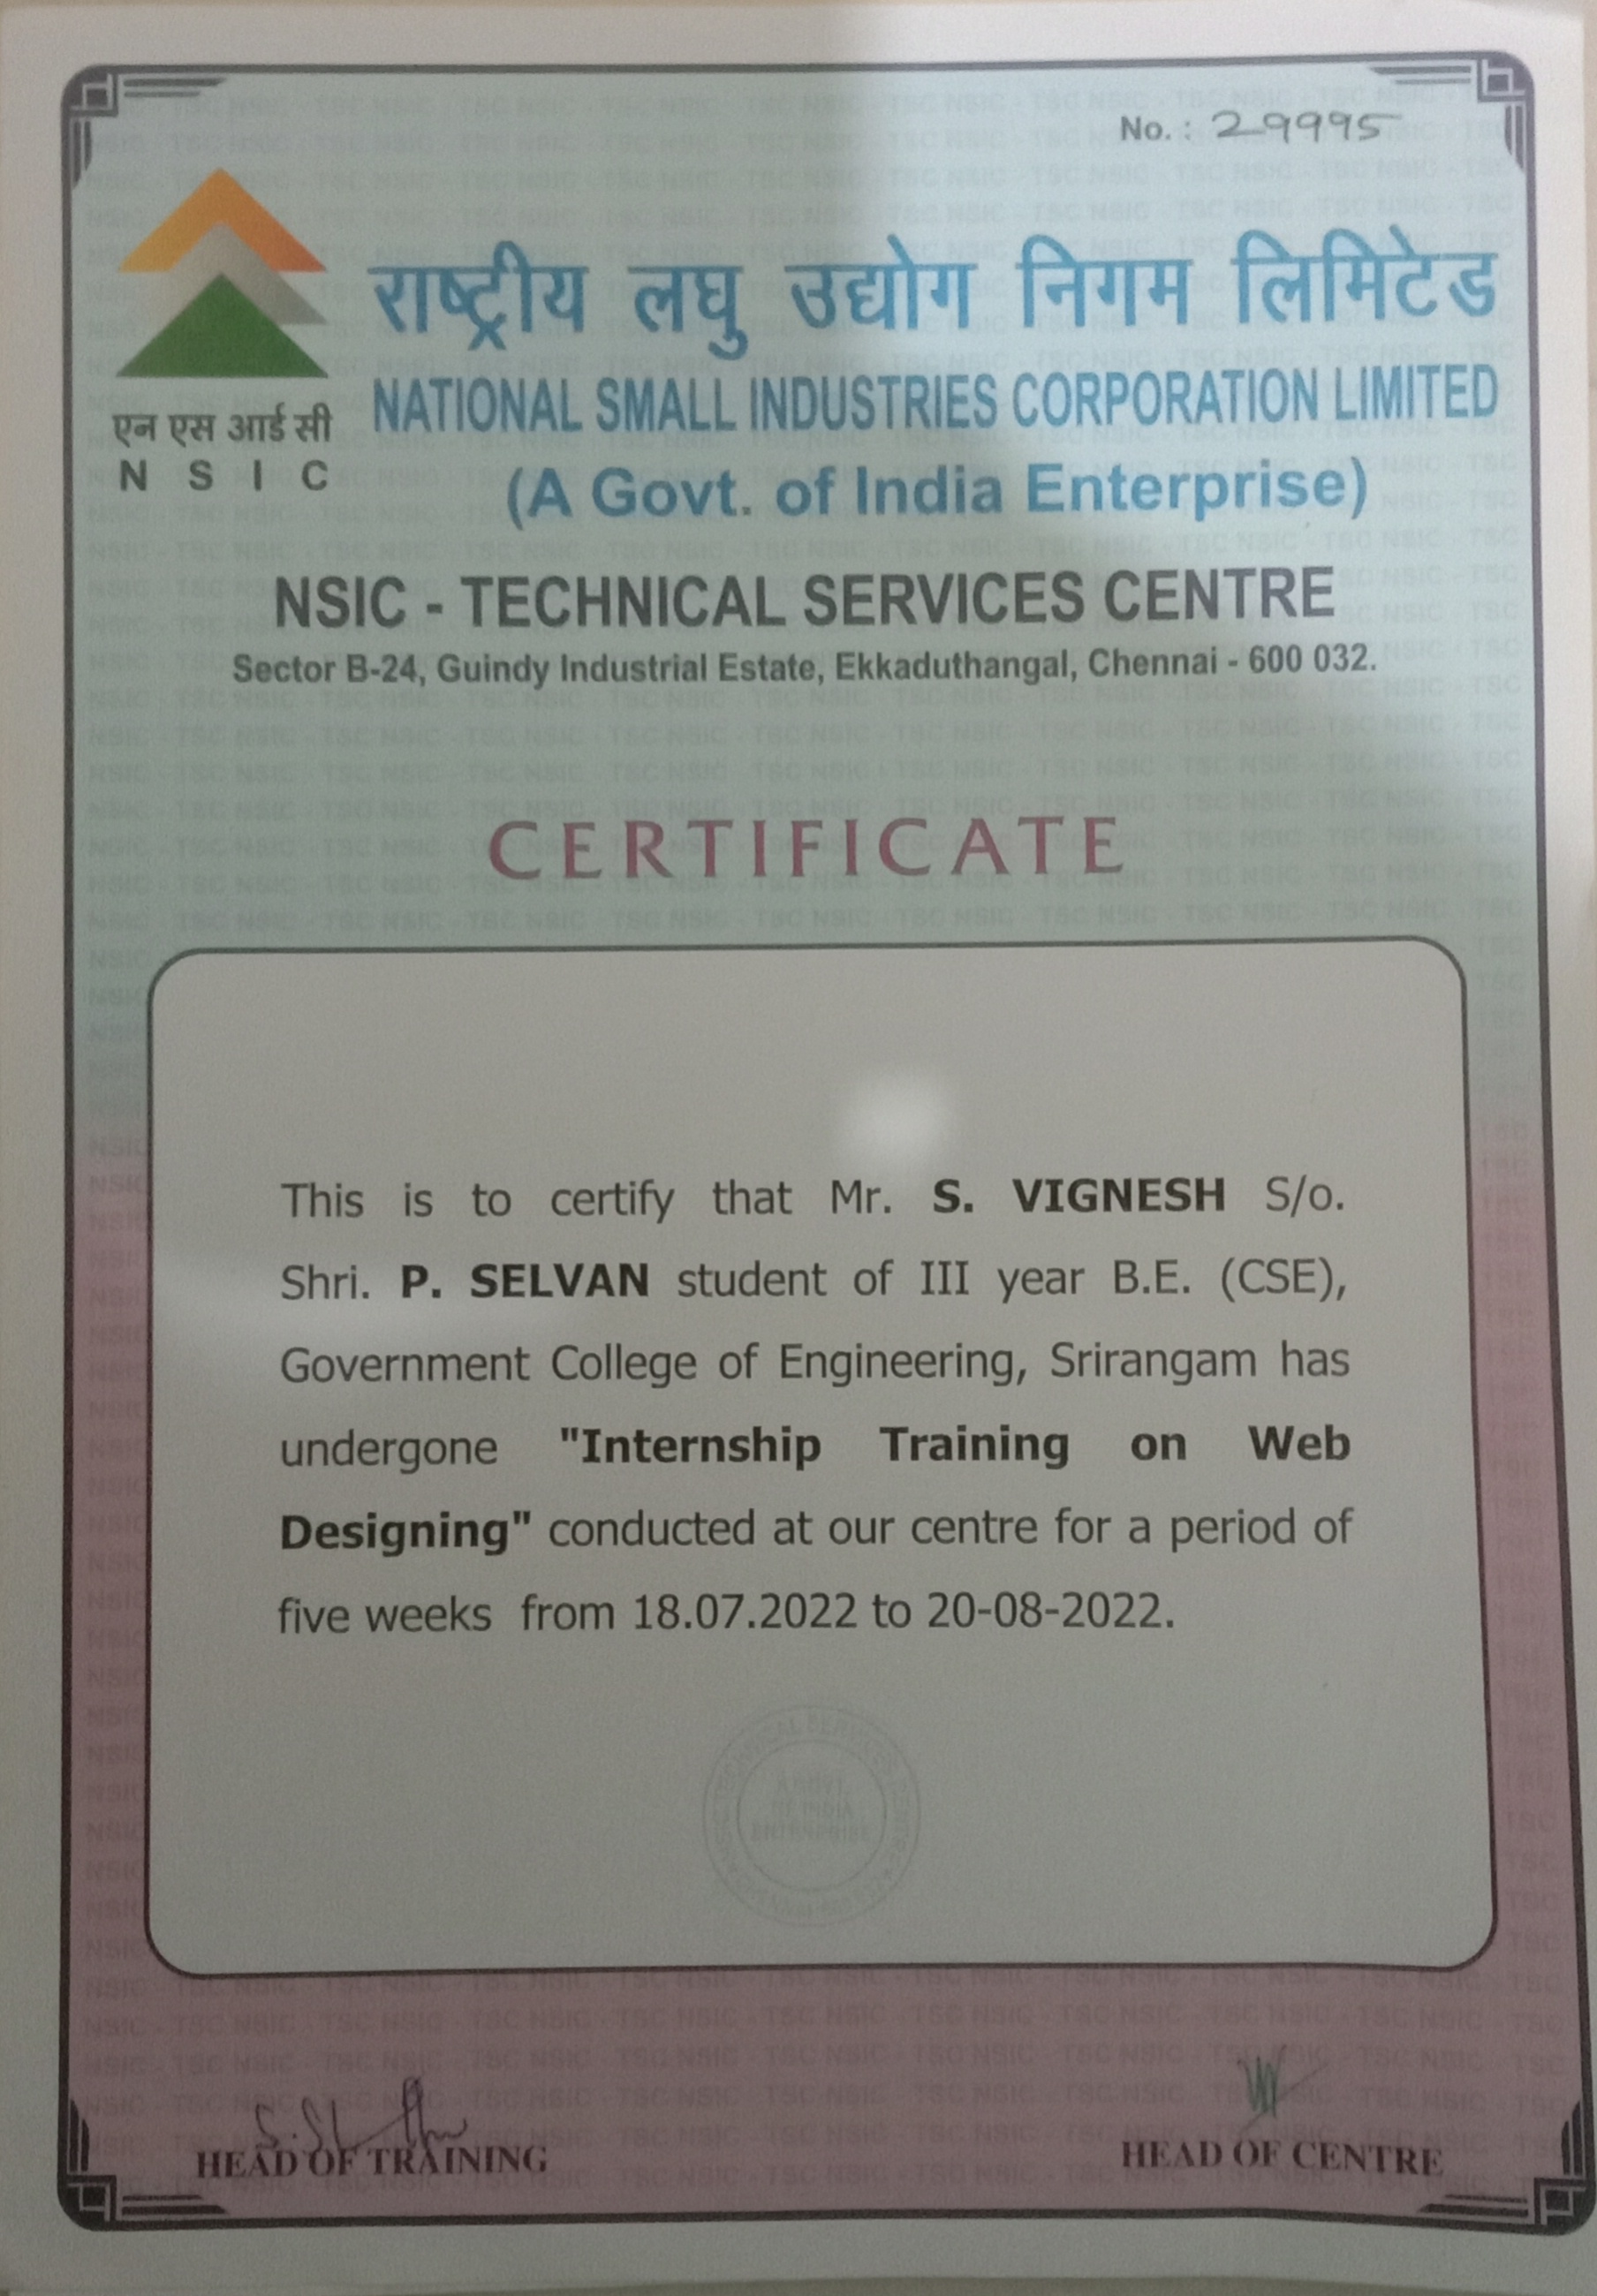 No. : 29995
राष्ट्रीय लघु उद्योग निगम लिमिटेड
NATIONAL SMALL INDUSTRIES CORPORATION LIMITED
(A Govt. of India Enterprise)
एन एस आई सी
N S I C
NSIC - TECHNICAL SERVICES CENTRE
Sector B-24, Guindy Industrial Estate, Ekkaduthangal, Chennai - 600 032.
CERTIFICATE
This is to certify that Mr. S. VIGNESH S/o.
Shri. P. SELVAN student of III year B.E. (CSE),
Government College of Engineering, Srirangam has
undergone "Internship Training on Web
Designing" conducted at our centre for a period of
five weeks from 18.07.2022 to 20-08-2022.
HEAD OF TRAINING
HEAD OF CENTRE